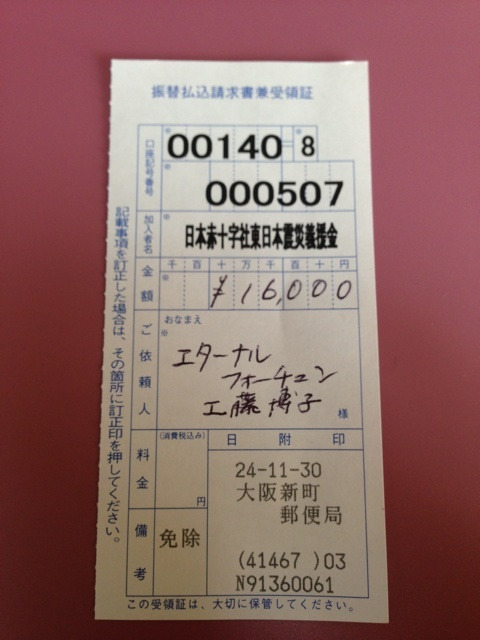 振替払込請求書兼受領証
口座記号番号
00140 8
000507
加入者名
日本赤十字社東日本震災義援金
金額
千 百 十 万 千 百 十 円
¥16,000
ご依頼人
おなまえ
エターナル
フォーチュン
工藤博子 様
料金
(消費税込み)
円
日 附 印
24-11-30
大阪新町
郵便局
(41467 )03
N91360061
備考
免除
記載事項を訂正した場合は、その箇所に訂正印を押してください。
この受領証は、大切に保管してください。